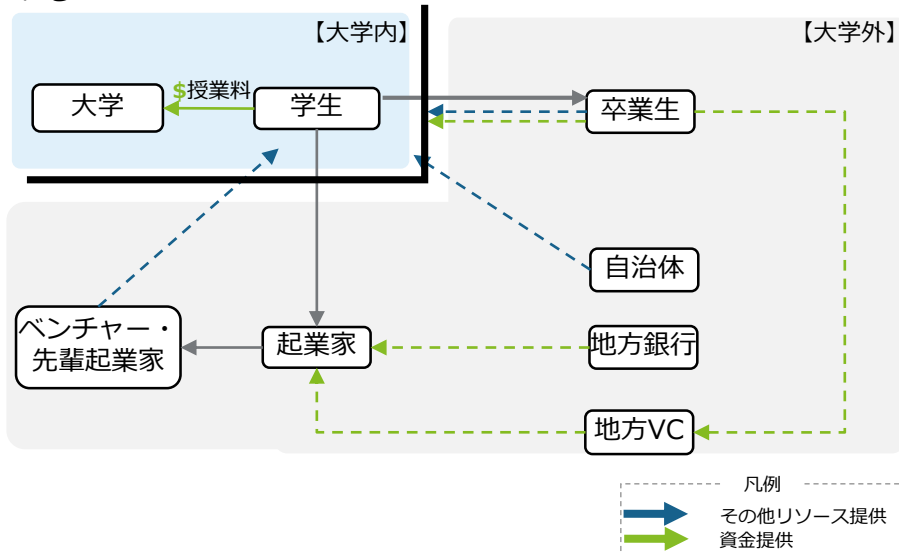 【大学内】
【大学外】
大学
$授業料
学生
卒業生
自治体
ベンチャー・
先輩起業家
起業家
地方銀行
地方VC
凡例
その他リソース提供
資金提供